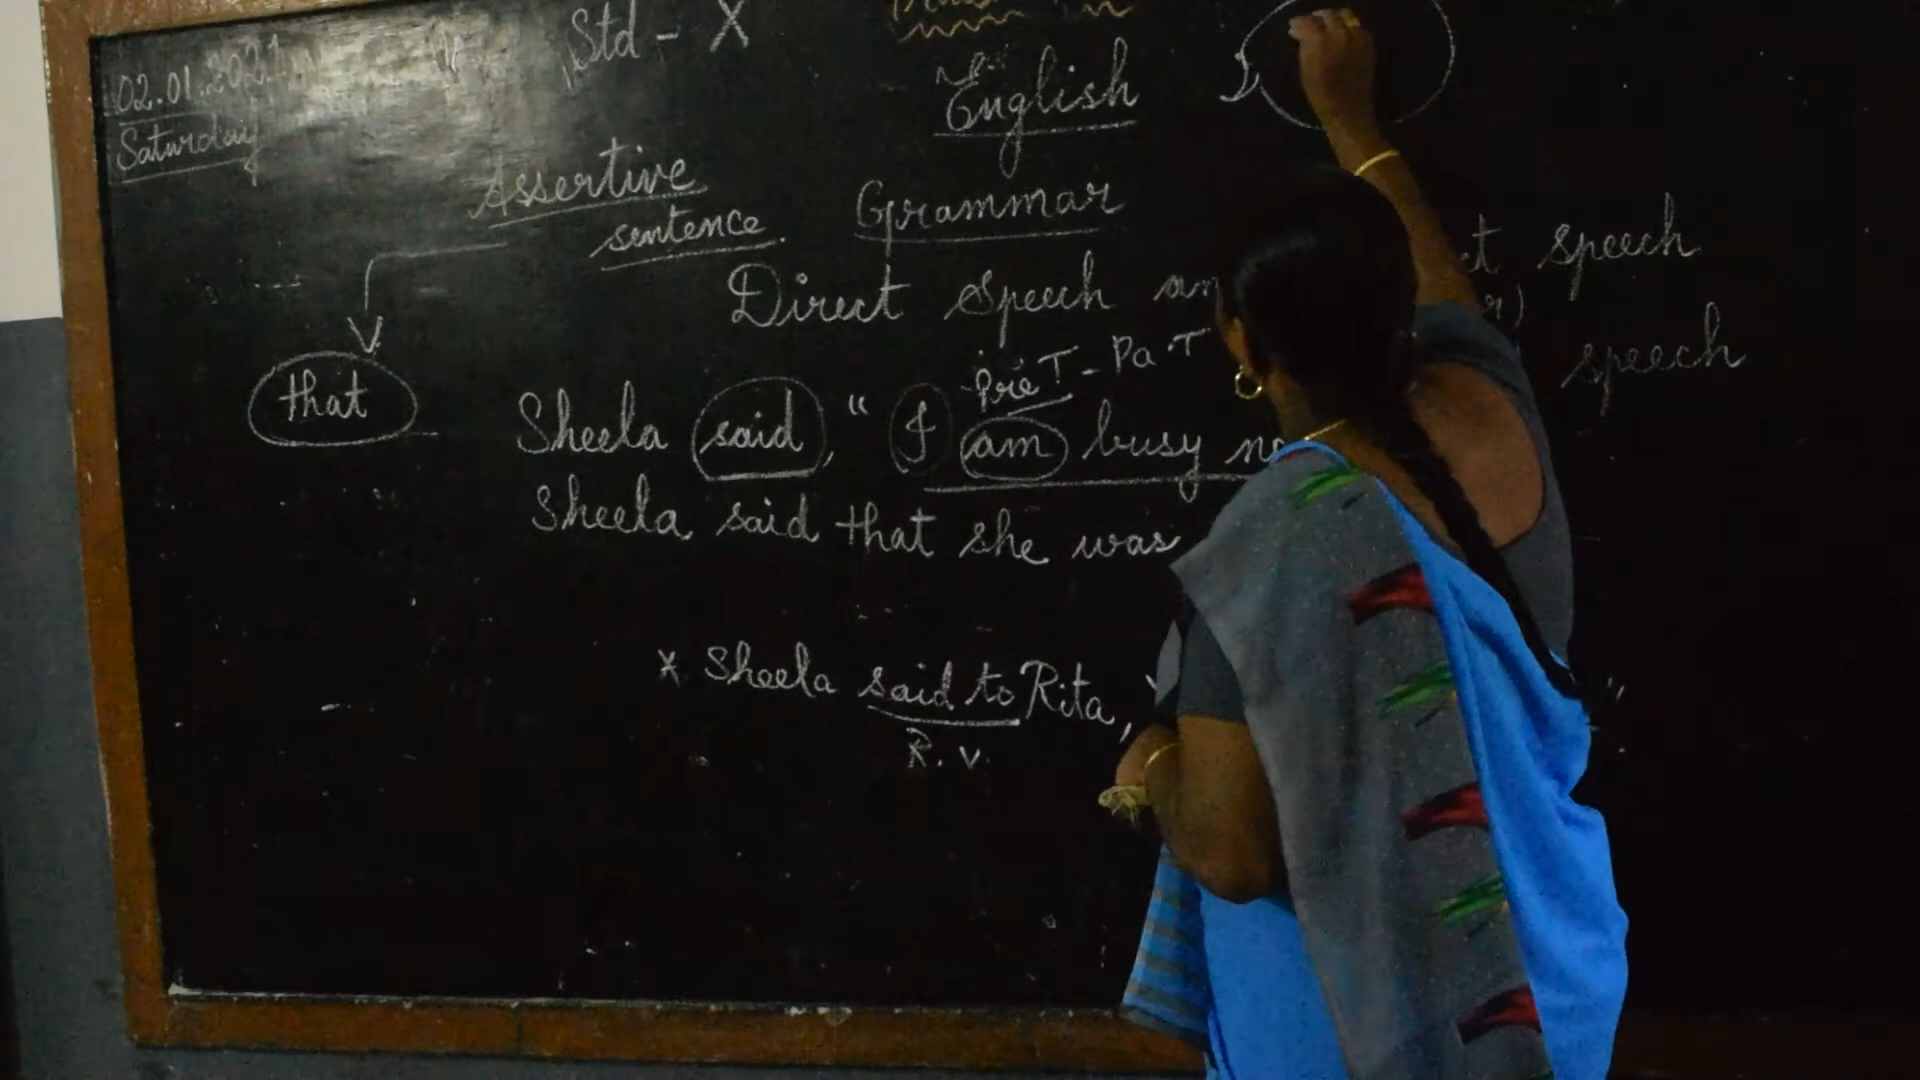 02.01.2021
Saturday
Std - X
English
Assertive
sentence.
Grammar
Direct Speech an
speech
speech
that
Pre T - Pa.T
Sheela said, " I am busy
Sheela said that she was
* Sheela said to Rita,
R.V.